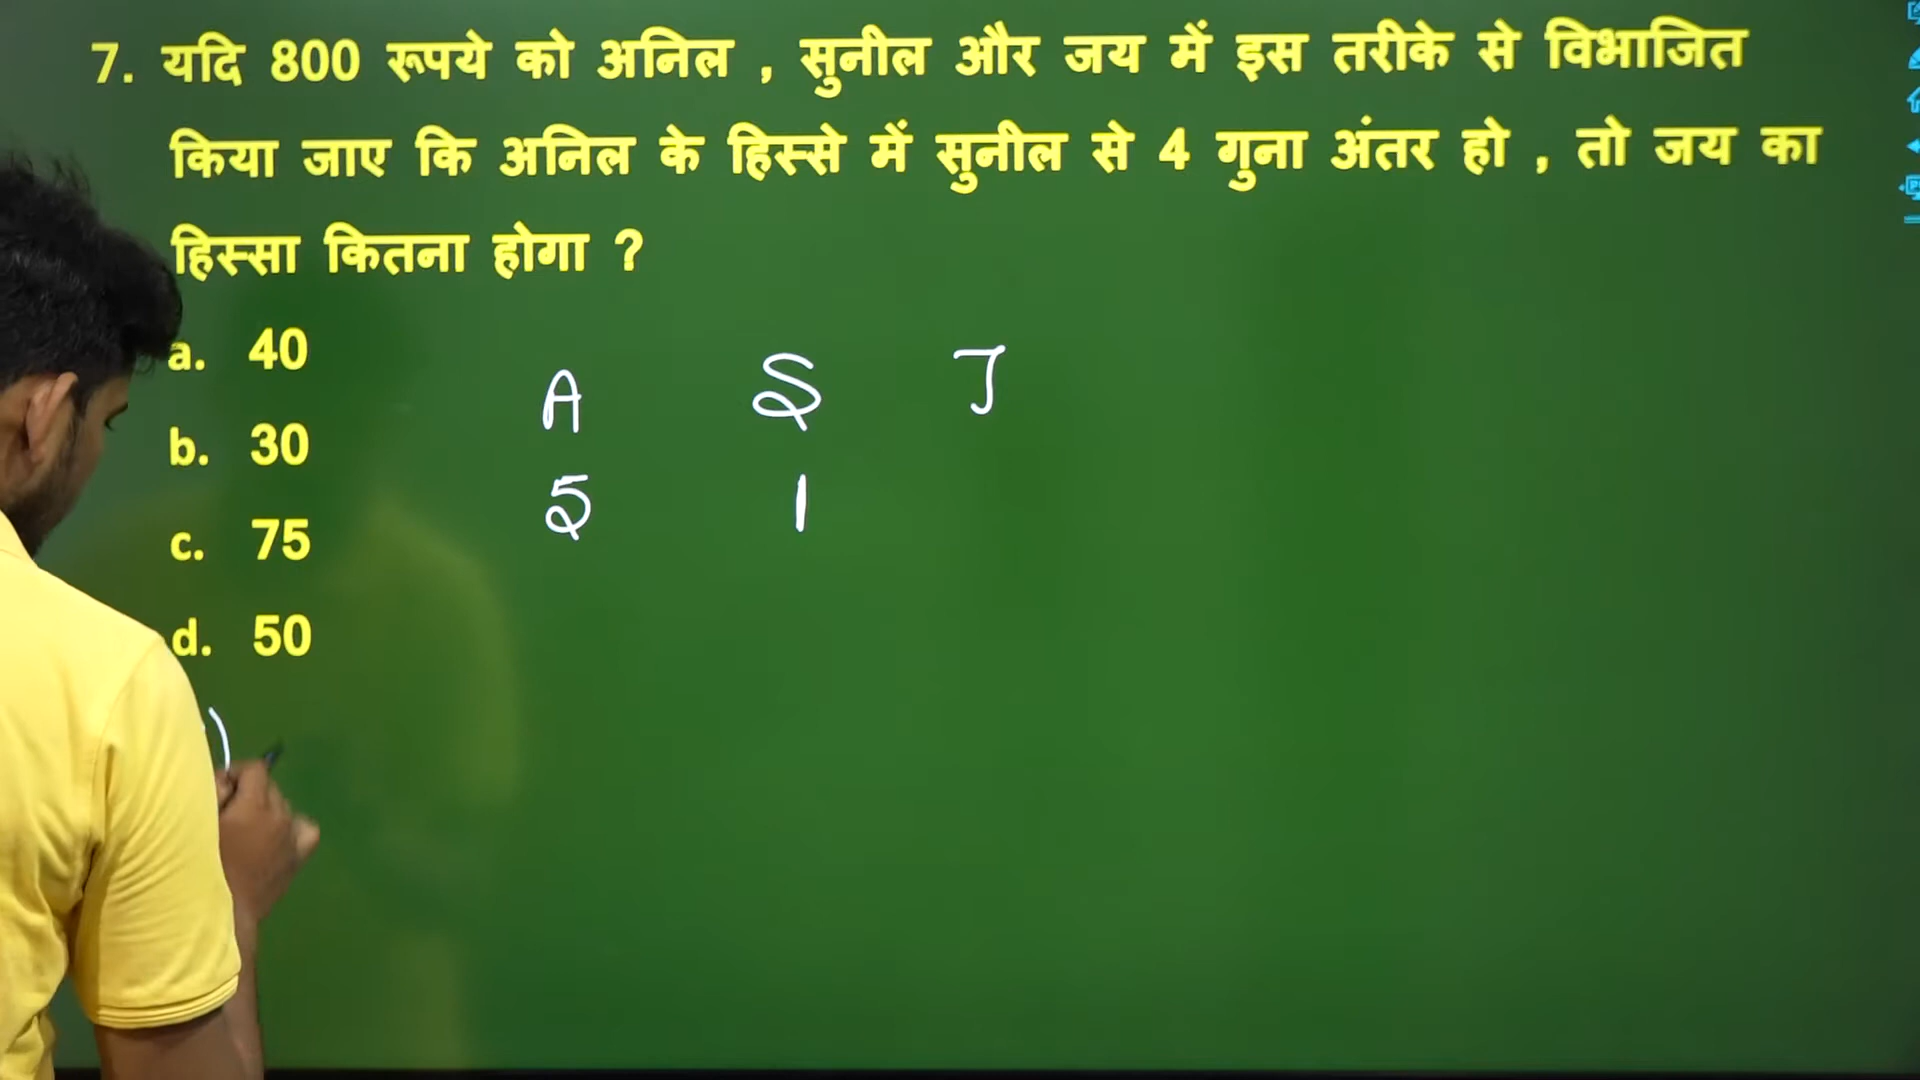 7. यदि 800 रूपये को अनिल , सुनील और जय में इस तरीके से विभाजित
किया जाए कि अनिल के हिस्से में सुनील से 4 गुना अंतर हो , तो जय का
हिस्सा कितना होगा ?
a. 40
b. 30
c. 75
d. 50
A S J
5 1
)